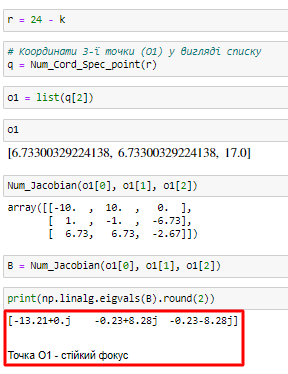 r = 24 - k
# Координати 3-ї точки (O1) у вигляді списку
q = Num_Cord_Spec_point(r)
o1 = list(q[2])
o1
[6.73300329224138, 6.73300329224138, 17.0]
Num_Jacobian(o1[0], o1[1], o1[2])
array([[-10.  ,  10.  ,   0.  ],
[  1.  ,  -1.  ,  -6.73],
[  6.73,   6.73,  -2.67]])
B = Num_Jacobian(o1[0], o1[1], o1[2])
print(np.linalg.eigvals(B).round(2))
[-13.21+0.j    -0.23+8.28j  -0.23-8.28j]
Точка O1 - стійкий фокус